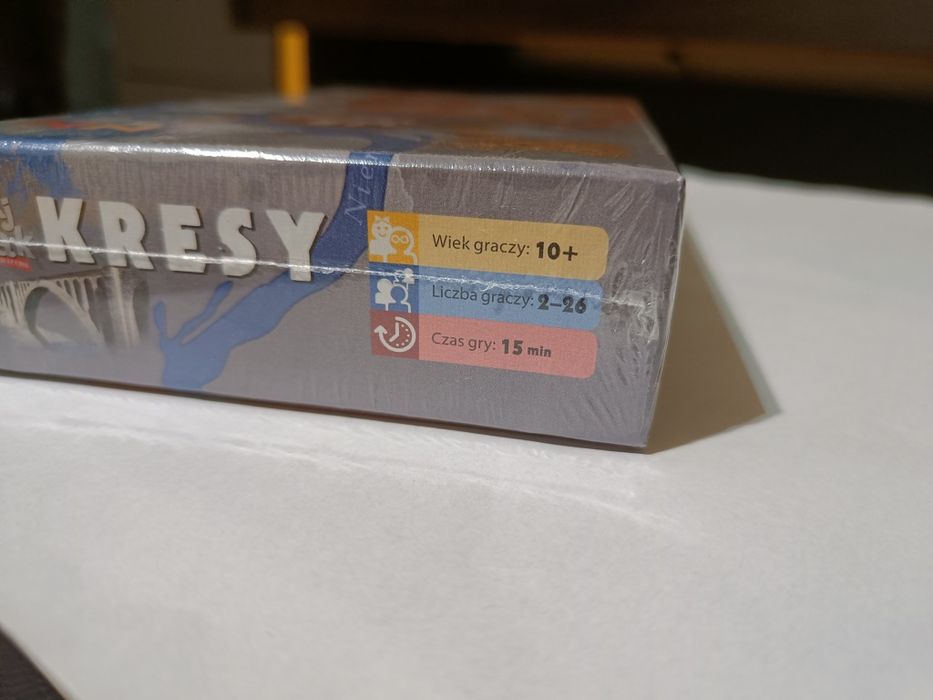 KRESY
Wiek graczy: 10+
Liczba graczy: 2–26
Czas gry: 15 min